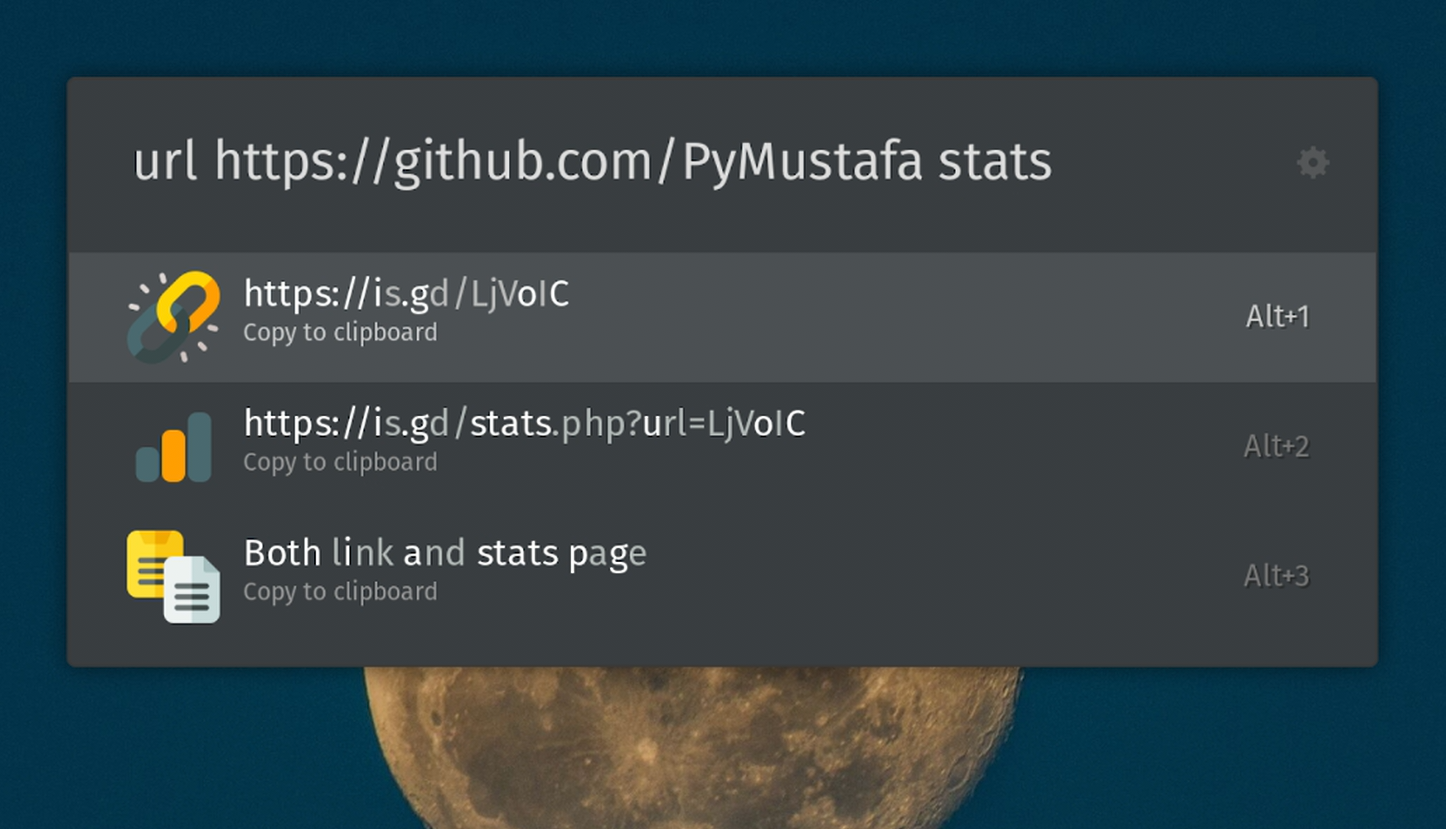 url https://github.com/PyMustafa stats
https://is.gd/LjVoIC
Copy to clipboard
Alt+1
https://is.gd/stats.php?url=LjVoIC
Copy to clipboard
Alt+2
Both link and stats page
Copy to clipboard
Alt+3